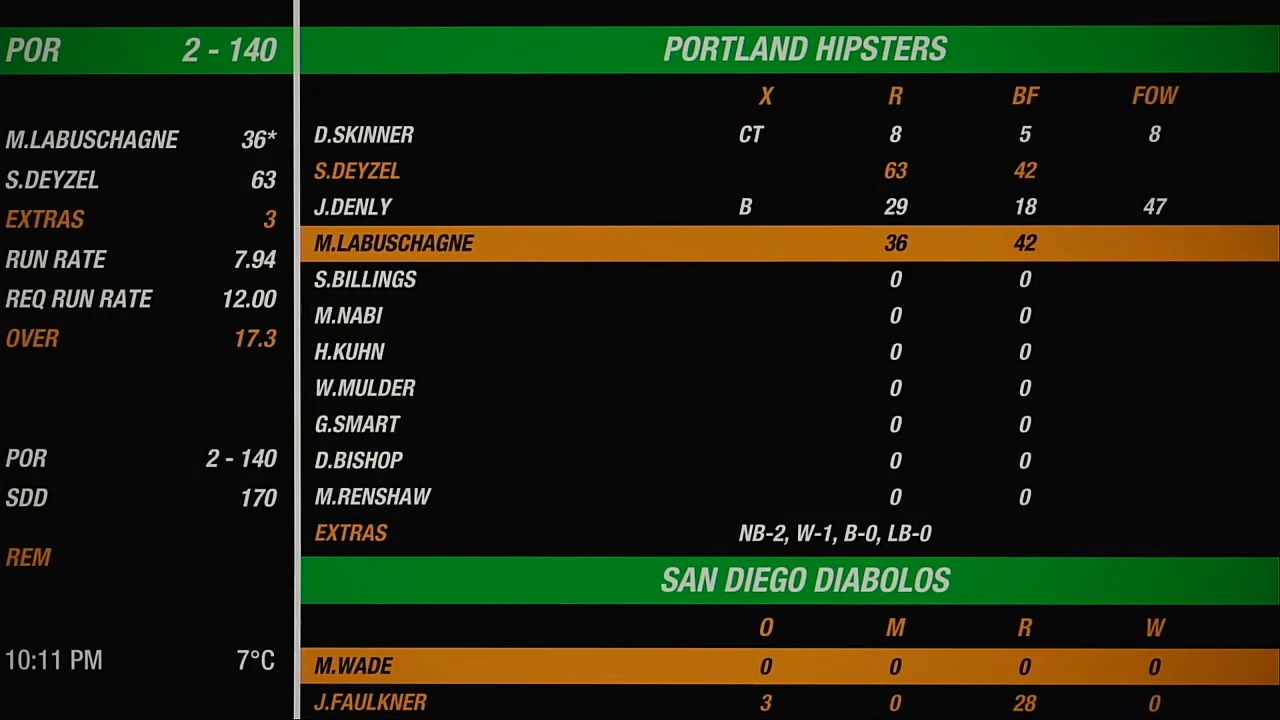 POR 2 - 140
M.LABUSCHAGNE 36*
S.DEYZEL 63
EXTRAS 3
RUN RATE 7.94
REQ RUN RATE 12.00
OVER 17.3
POR 2 - 140
SDD 170
REM
10:11 PM 7°C
PORTLAND HIPSTERS
X R BF FOW
D.SKINNER CT 8 5 8
S.DEYZEL 63 42
J.DENLY B 29 18 47
M.LABUSCHAGNE 36 42
S.BILLINGS 0 0
M.NABI 0 0
H.KUHN 0 0
W.MULDER 0 0
G.SMART 0 0
D.BISHOP 0 0
M.RENSHAW 0 0
EXTRAS NB-2, W-1, B-0, LB-0
SAN DIEGO DIABOLOS
O M R W
M.WADE 0 0 0 0
J.FAULKNER 3 0 28 0